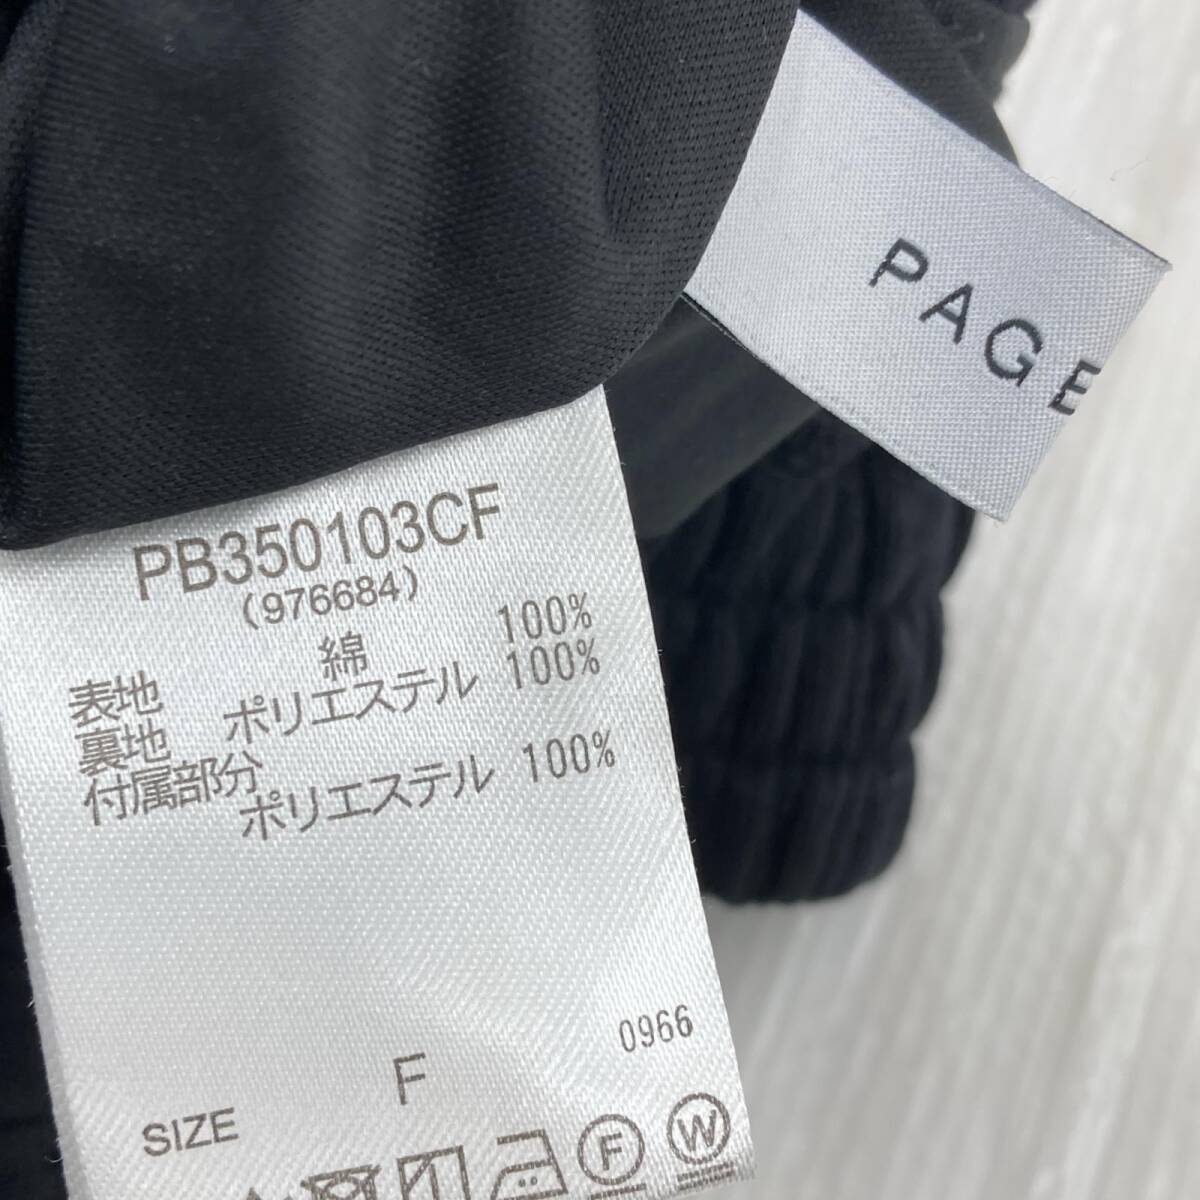 PAGE
PB350103CF
(976684)
表地 綿 100%
裏地 ポリエステル 100%
付属部分
ポリエステル 100%
0966
SIZE F
F W